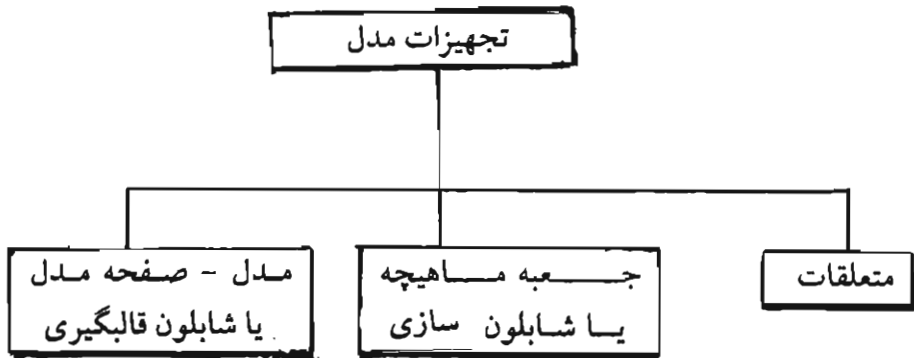 تجهیزات مدل
متعلقات
جعبه ماهیچه
یا شابلون سازی
مدل - صفحه مدل
یا شابلون قالبگیری